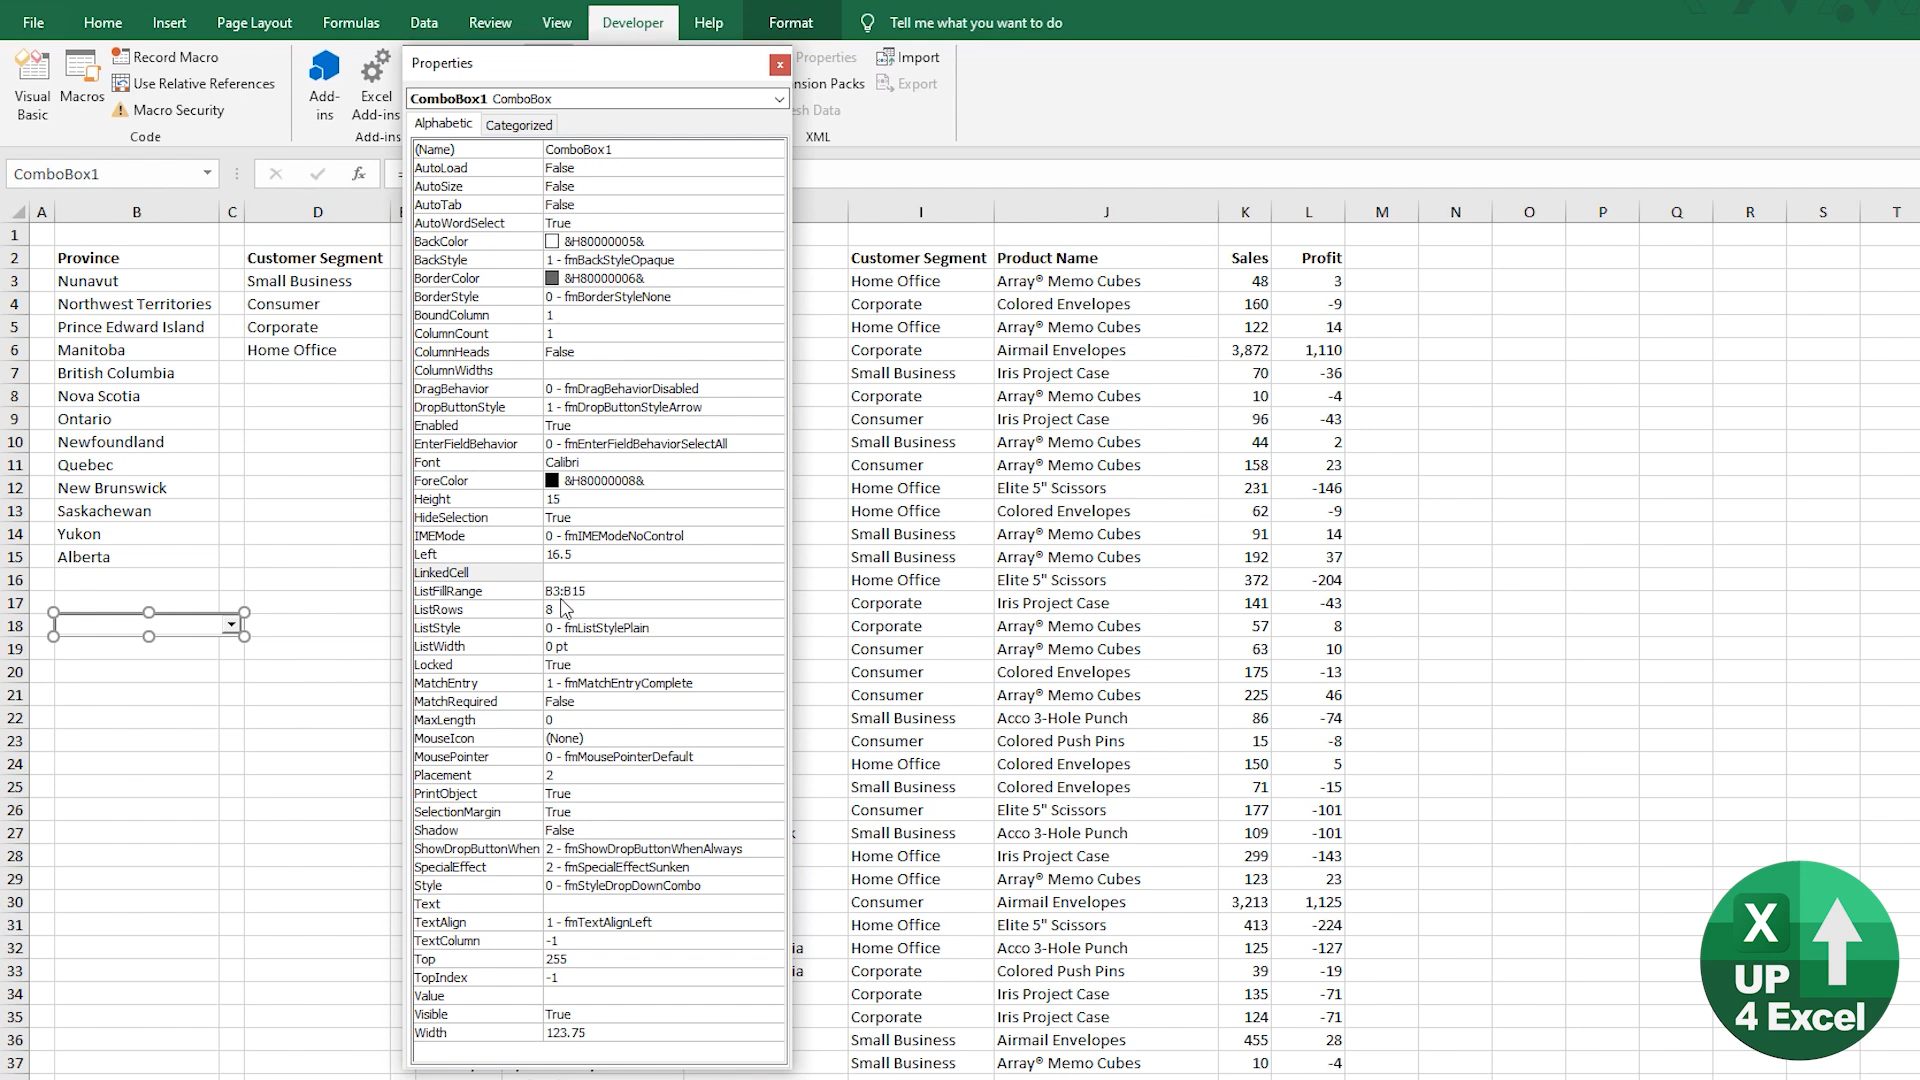 File Home Insert Page Layout Formulas Data Review View Developer Help Format Tell me what you want to do
Visual Basic
Macros
Record Macro
Use Relative References
Macro Security
Code
Add-ins
Excel Add-ins
Add-ins
Properties
x
Properties
nsion Packs
sh Data
Import
Export
XML
ComboBox1
fx
=
ComboBox1 ComboBox
Alphabetic Categorized
(Name) ComboBox1
AutoLoad False
AutoSize False
AutoTab False
AutoWordSelect True
BackColor &H80000005&
BackStyle 1 - fmBackStyleOpaque
BorderColor &H80000006&
BorderStyle 0 - fmBorderStyleNone
BoundColumn 1
ColumnCount 1
ColumnHeads False
ColumnWidths
DragBehavior 0 - fmDragBehaviorDisabled
DropButtonStyle 1 - fmDropButtonStyleArrow
Enabled True
EnterFieldBehavior 0 - fmEnterFieldBehaviorSelectAll
Font Calibri
ForeColor &H80000008&
Height 15
HideSelection True
IMEMode 0 - fmIMEModeNoControl
Left 16.5
LinkedCell
ListFillRange B3:B15
ListRows 8
ListStyle 0 - fmListStylePlain
ListWidth 0 pt
Locked True
MatchEntry 1 - fmMatchEntryComplete
MatchRequired False
MaxLength 0
MouseIcon (None)
MousePointer 0 - fmMousePointerDefault
Placement 2
PrintObject True
SelectionMargin True
Shadow False
ShowDropButtonWhen 2 - fmShowDropButtonWhenAlways
SpecialEffect 2 - fmSpecialEffectSunken
Style 0 - fmStyleDropDownCombo
Text
TextAlign 1 - fmTextAlignLeft
TextColumn -1
Top 255
TopIndex -1
Value
Visible True
Width 123.75
A B C D I J K L M N O P Q R S T
1
2 Province Customer Segment Customer Segment Product Name Sales Profit
3 Nunavut Small Business Home Office Array® Memo Cubes 48 3
4 Northwest Territories Consumer Corporate Colored Envelopes 160 -9
5 Prince Edward Island Corporate Home Office Array® Memo Cubes 122 14
6 Manitoba Home Office Corporate Airmail Envelopes 3,872 1,110
7 British Columbia Small Business Iris Project Case 70 -36
8 Nova Scotia Corporate Array® Memo Cubes 10 -4
9 Ontario Consumer Iris Project Case 96 -43
10 Newfoundland Small Business Array® Memo Cubes 44 2
11 Quebec Consumer Array® Memo Cubes 158 23
12 New Brunswick Home Office Elite 5" Scissors 231 -146
13 Saskachewan Home Office Colored Envelopes 62 -9
14 Yukon Small Business Array® Memo Cubes 91 14
15 Alberta Small Business Array® Memo Cubes 192 37
16 Home Office Elite 5" Scissors 372 -204
17 Corporate Iris Project Case 141 -43
18 Corporate Array® Memo Cubes 57 8
19 Consumer Array® Memo Cubes 63 10
20 Consumer Colored Envelopes 175 -13
21 Consumer Array® Memo Cubes 225 46
22 Small Business Acco 3-Hole Punch 86 -74
23 Consumer Colored Push Pins 15 -8
24 Home Office Colored Envelopes 150 5
25 Small Business Colored Envelopes 71 -15
26 Consumer Elite 5" Scissors 177 -101
27 k Small Business Acco 3-Hole Punch 109 -101
28 Home Office Iris Project Case 299 -143
29 Home Office Array® Memo Cubes 123 23
30 Consumer Airmail Envelopes 3,213 1,125
31 Home Office Elite 5" Scissors 413 -224
32 ia Home Office Acco 3-Hole Punch 125 -127
33 ia Corporate Colored Push Pins 39 -19
34 Corporate Iris Project Case 135 -71
35 Corporate Iris Project Case 124 -71
36 Small Business Airmail Envelopes 455 28
37 Small Business Array® Memo Cubes 10 -4
X
UP
4 Excel